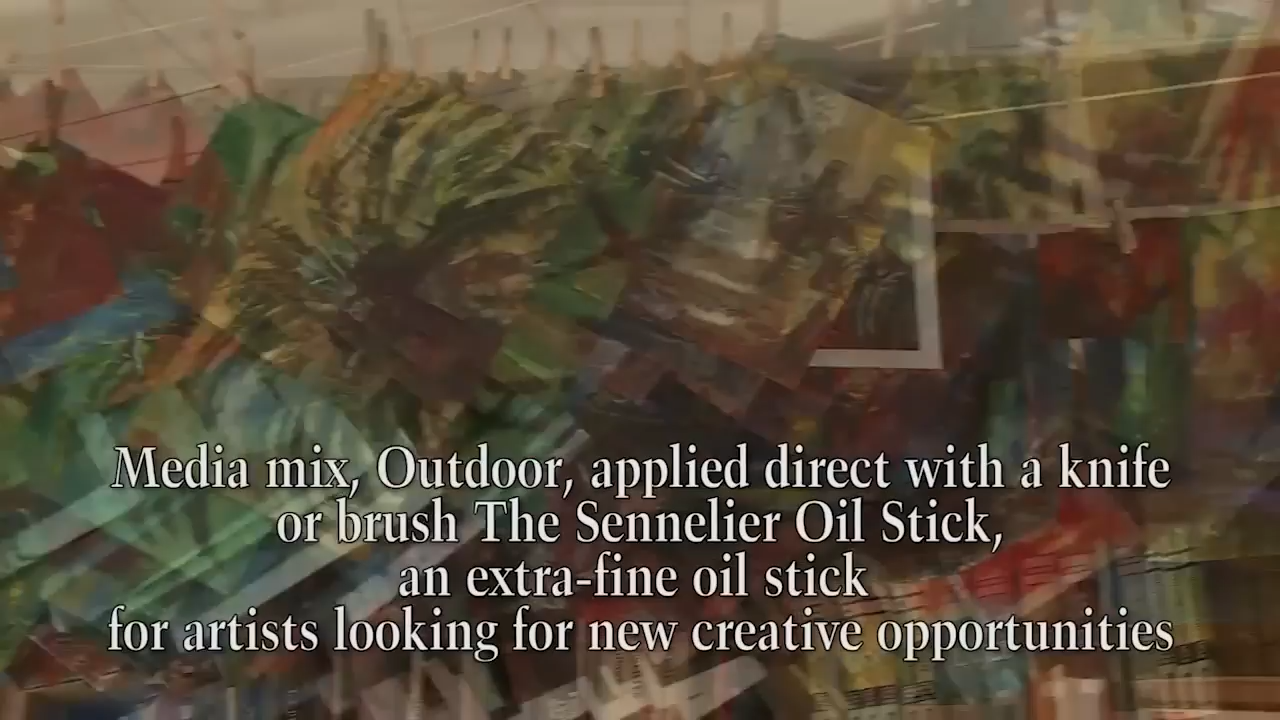 Media mix, Outdoor, applied direct with a knife
or brush The Sennelier Oil Stick,
an extra-fine oil stick
for artists looking for new creative opportunities